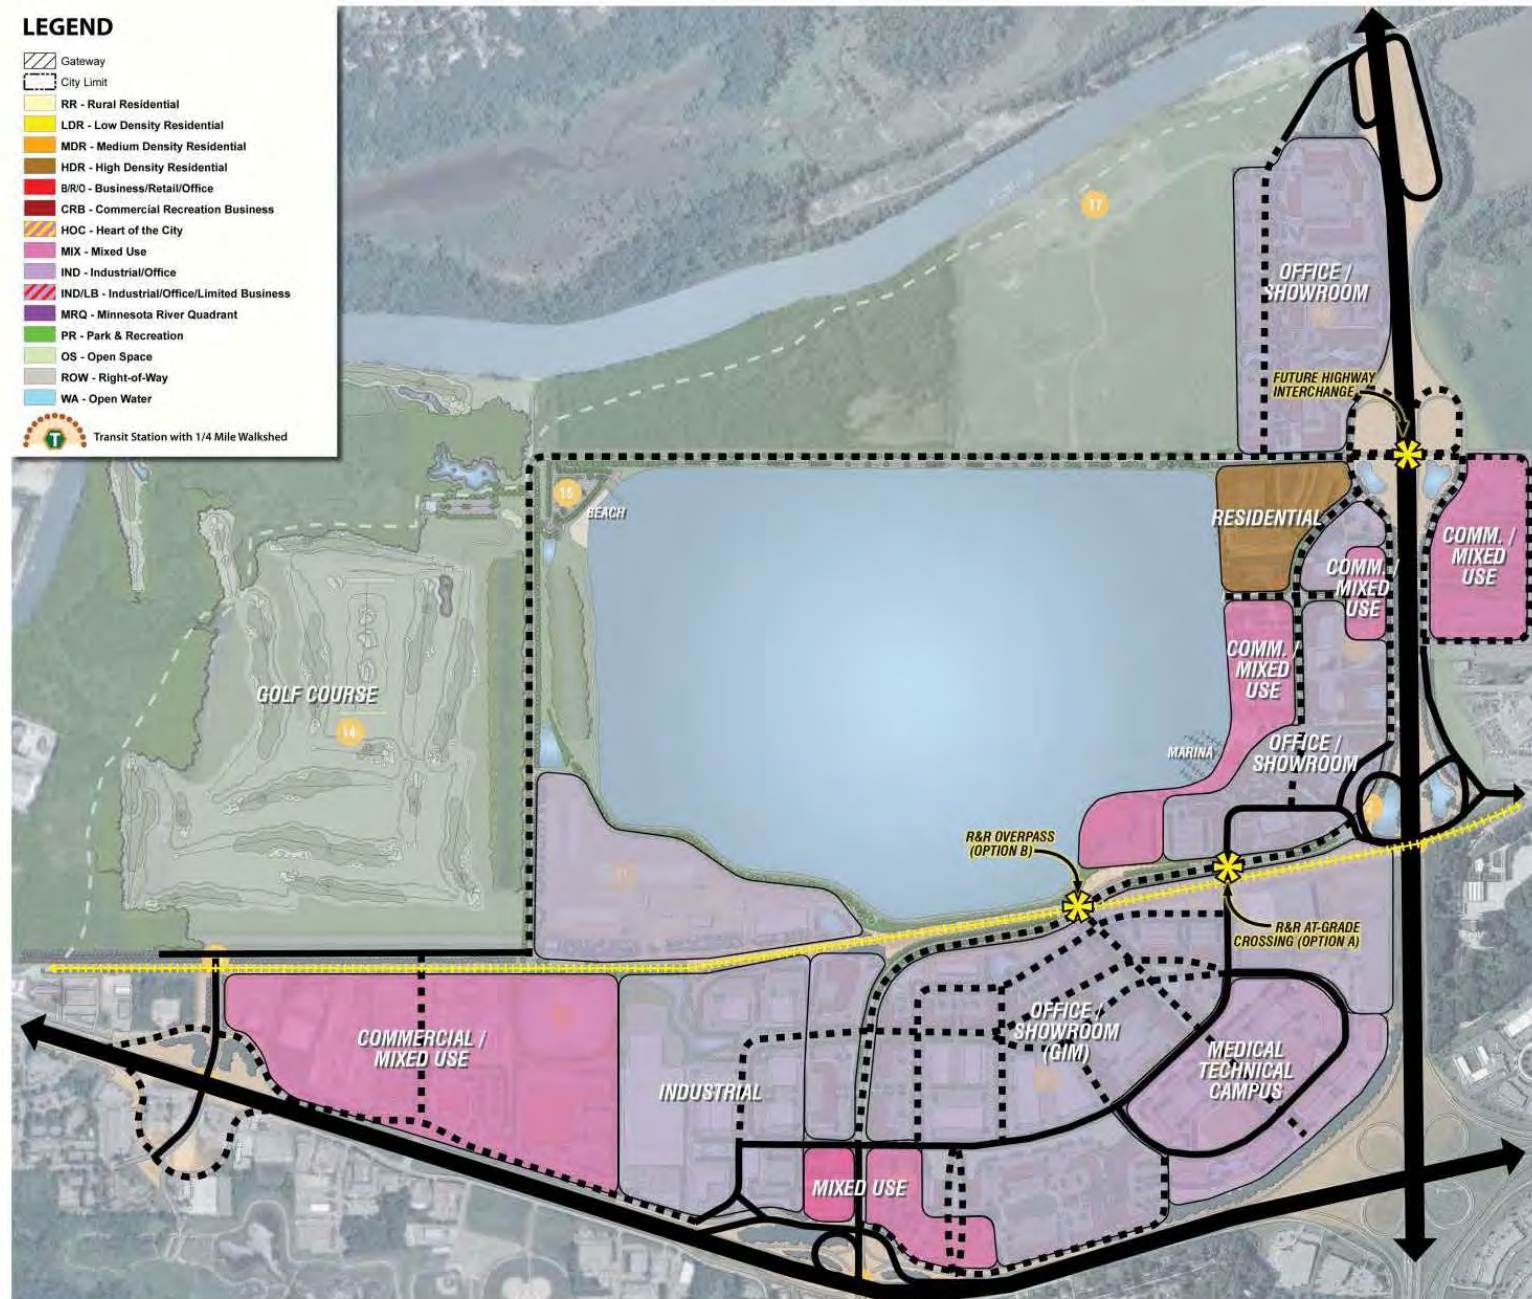 LEGEND
Gateway
City Limit
RR - Rural Residential
LDR - Low Density Residential
MDR - Medium Density Residential
HDR - High Density Residential
B/R/O - Business/Retail/Office
CRB - Commercial Recreation Business
HOC - Heart of the City
MIX - Mixed Use
IND - Industrial/Office
IND/LB - Industrial/Office/Limited Business
MRQ - Minnesota River Quadrant
PR - Park & Recreation
OS - Open Space
ROW - Right-of-Way
WA - Open Water
T
Transit Station with 1/4 Mile Walkshed
17
OFFICE /
SHOWROOM
FUTURE HIGHWAY
INTERCHANGE
15
BEACH
RESIDENTIAL
COMM. /
MIXED
USE
COMM. /
MIXED
USE
COMM. /
MIXED
USE
GOLF COURSE
14
MARINA
OFFICE /
SHOWROOM
R&R OVERPASS
(OPTION B)
R&R AT-GRADE
CROSSING (OPTION A)
COMMERCIAL /
MIXED USE
INDUSTRIAL
OFFICE /
SHOWROOM
(GIM)
MEDICAL
TECHNICAL
CAMPUS
MIXED USE